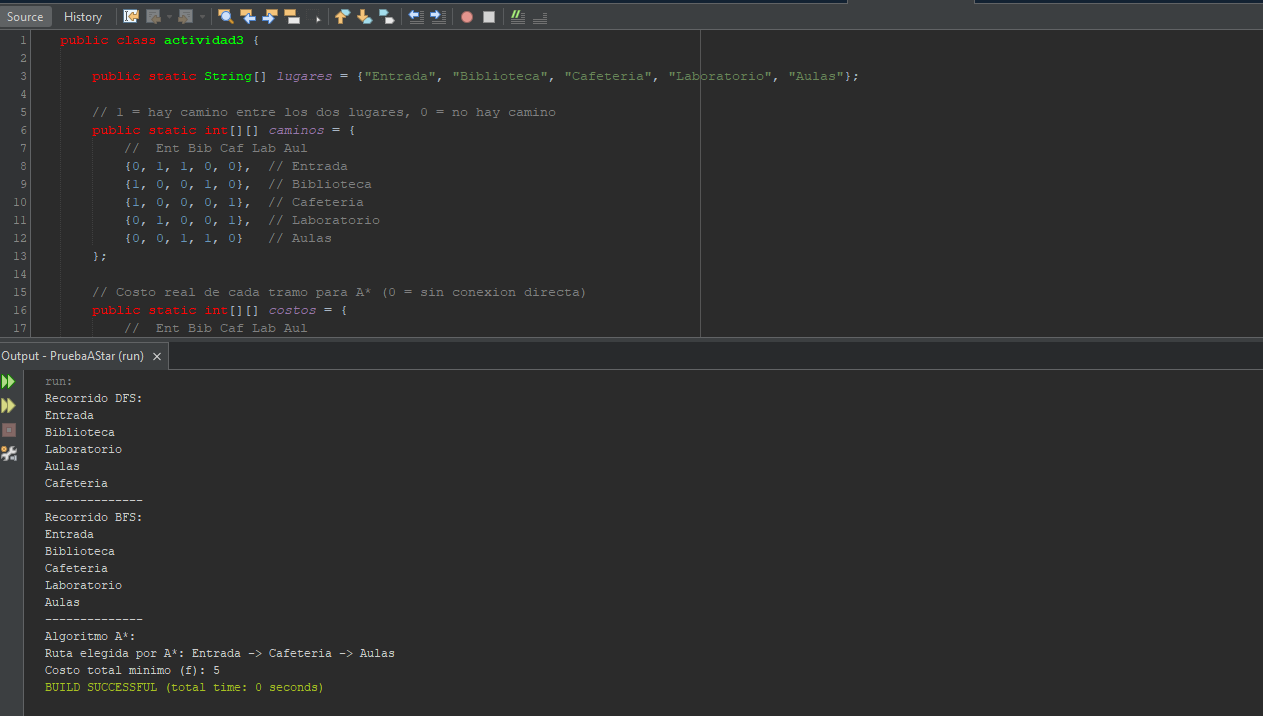 Source History
1 public class actividad3 {
2
3 public static String[] lugares = {"Entrada", "Biblioteca", "Cafeteria", "Laboratorio", "Aulas"};
4
5 // 1 = hay camino entre los dos lugares, 0 = no hay camino
6 public static int[][] caminos = {
7 // Ent Bib Caf Lab Aul
8 {0, 1, 1, 0, 0}, // Entrada
9 {1, 0, 0, 1, 0}, // Biblioteca
10 {1, 0, 0, 0, 1}, // Cafeteria
11 {0, 1, 0, 0, 1}, // Laboratorio
12 {0, 0, 1, 1, 0} // Aulas
13 };
14
15 // Costo real de cada tramo para A* (0 = sin conexion directa)
16 public static int[][] costos = {
17 // Ent Bib Caf Lab Aul
Output - PruebaAStar (run) ×
run:
Recorrido DFS:
Entrada
Biblioteca
Laboratorio
Aulas
Cafeteria
--------------
Recorrido BFS:
Entrada
Biblioteca
Cafeteria
Laboratorio
Aulas
--------------
Algoritmo A*:
Ruta elegida por A*: Entrada -> Cafeteria -> Aulas
Costo total minimo (f): 5
BUILD SUCCESSFUL (total time: 0 seconds)